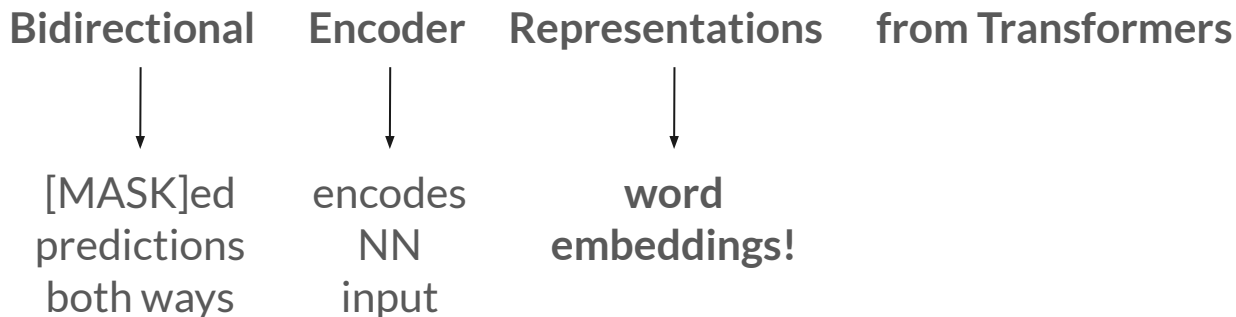 Bidirectional Encoder Representations from Transformers
[MASK]ed predictions both ways
encodes NN input
word embeddings!